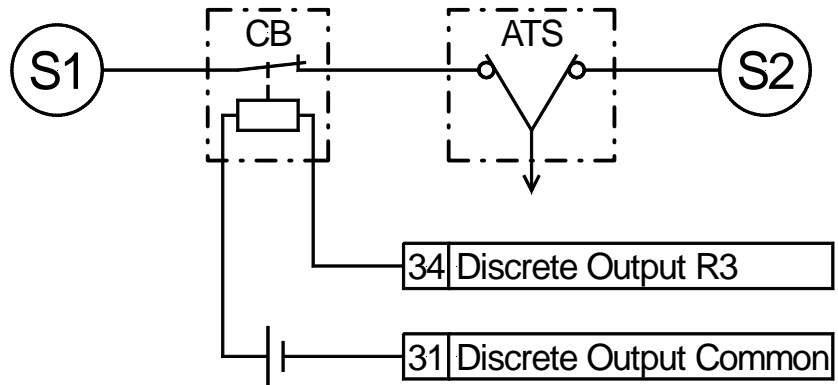 CB
ATS
S1
S2
34 Discrete Output R3
31 Discrete Output Common